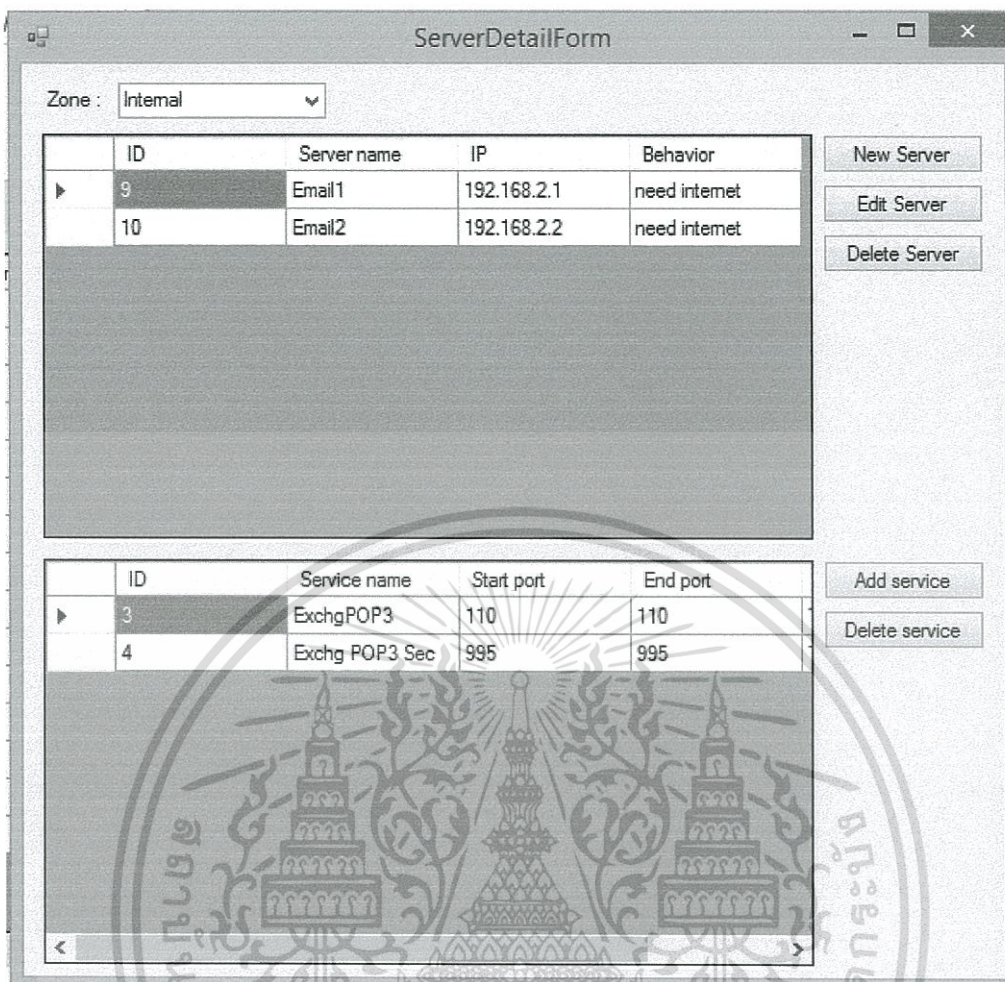 ServerDetailForm
Zone : Internal
ID Server name IP Behavior
9 Email1 192.168.2.1 need internet
10 Email2 192.168.2.2 need internet
New Server
Edit Server
Delete Server
ID Service name Start port End port
3 ExchgPOP3 110 110
4 Exchg POP3 Sec 995 995
Add service
Delete service